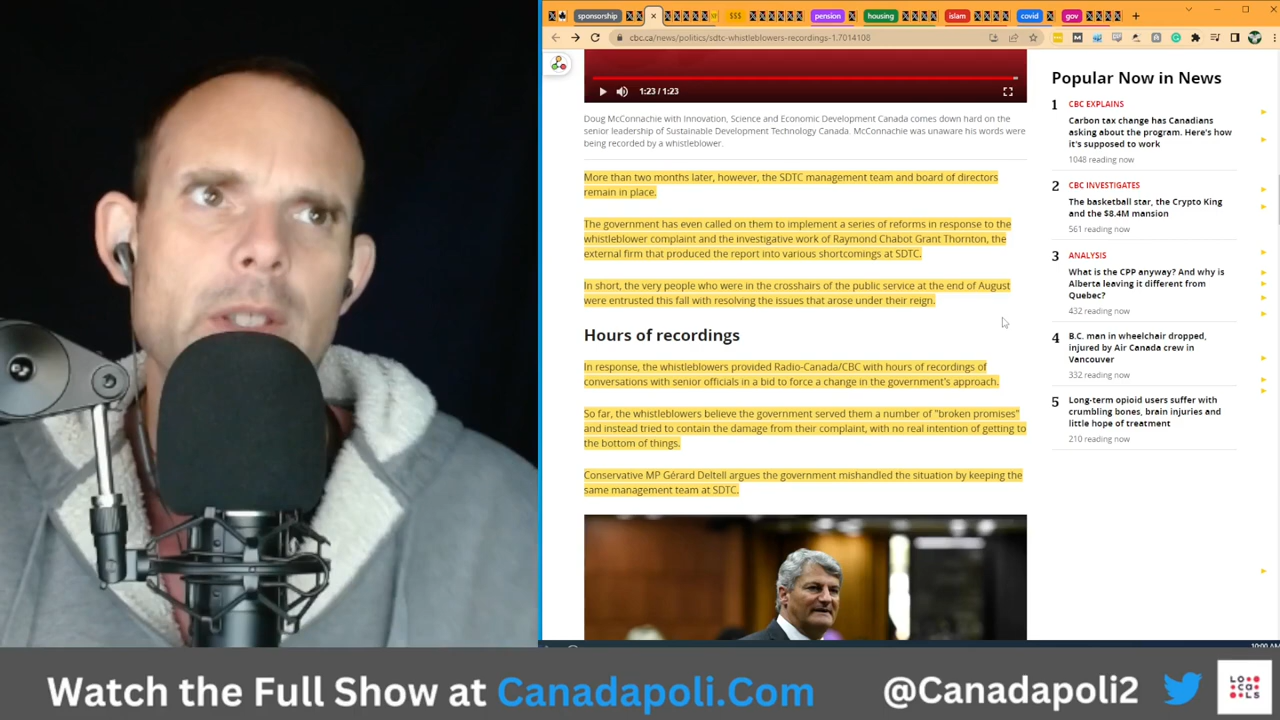 sponsorship
$$$
pension
housing
islam
covid
gov
cbc.ca/news/politics/sdtc-whistleblowers-recordings-1.7014108
1:23 / 1:23
Doug McConnachie with Innovation, Science and Economic Development Canada comes down hard on the
senior leadership of Sustainable Development Technology Canada. McConnachie was unaware his words were
being recorded by a whistleblower.
More than two months later, however, the SDTC management team and board of directors
remain in place.
The government has even called on them to implement a series of reforms in response to the
whistleblower complaint and the investigative work of Raymond Chabot Grant Thornton, the
external firm that produced the report into various shortcomings at SDTC.
In short, the very people who were in the crosshairs of the public service at the end of August
were entrusted this fall with resolving the issues that arose under their reign.
Hours of recordings
In response, the whistleblowers provided Radio-Canada/CBC with hours of recordings of
conversations with senior officials in a bid to force a change in the government's approach.
So far, the whistleblowers believe the government served them a number of "broken promises"
and instead tried to contain the damage from their complaint, with no real intention of getting to
the bottom of things.
Conservative MP Gérard Deltell argues the government mishandled the situation by keeping the
same management team at SDTC.
Popular Now in News
1 CBC EXPLAINS
Carbon tax change has Canadians
asking about the program. Here's how
it's supposed to work
1048 reading now
2 CBC INVESTIGATES
The basketball star, the Crypto King
and the $8.4M mansion
561 reading now
3 ANALYSIS
What is the CPP anyway? And why is
Alberta leaving it different from
Quebec?
432 reading now
4 B.C. man in wheelchair dropped,
injured by Air Canada crew in
Vancouver
332 reading now
5 Long-term opioid users suffer with
crumbling bones, brain injuries and
little hope of treatment
210 reading now
Watch the Full Show at Canadapoli.Com
@Canadapoli2
LOCALS